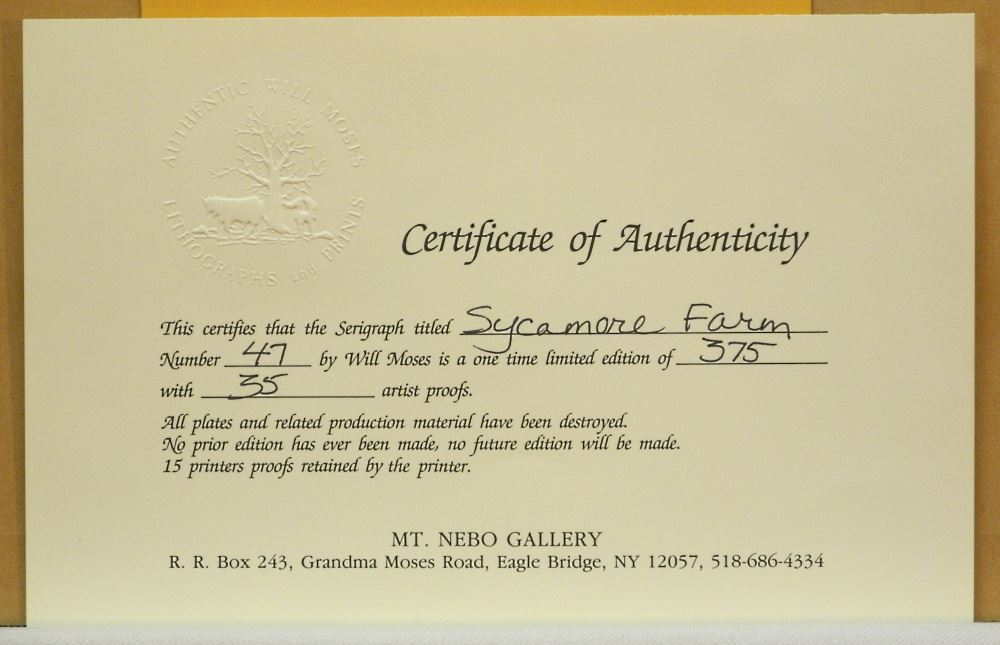 AUTHENTIC WILL MOSES
LITHOGRAPHS and PRINTS
Certificate of Authenticity
This certifies that the Serigraph titled Sycamore Farm
Number 47 by Will Moses is a one time limited edition of 375
with 35 artist proofs.
All plates and related production material have been destroyed.
No prior edition has ever been made, no future edition will be made.
15 printers proofs retained by the printer.
MT. NEBO GALLERY
R. R. Box 243, Grandma Moses Road, Eagle Bridge, NY 12057, 518-686-4334